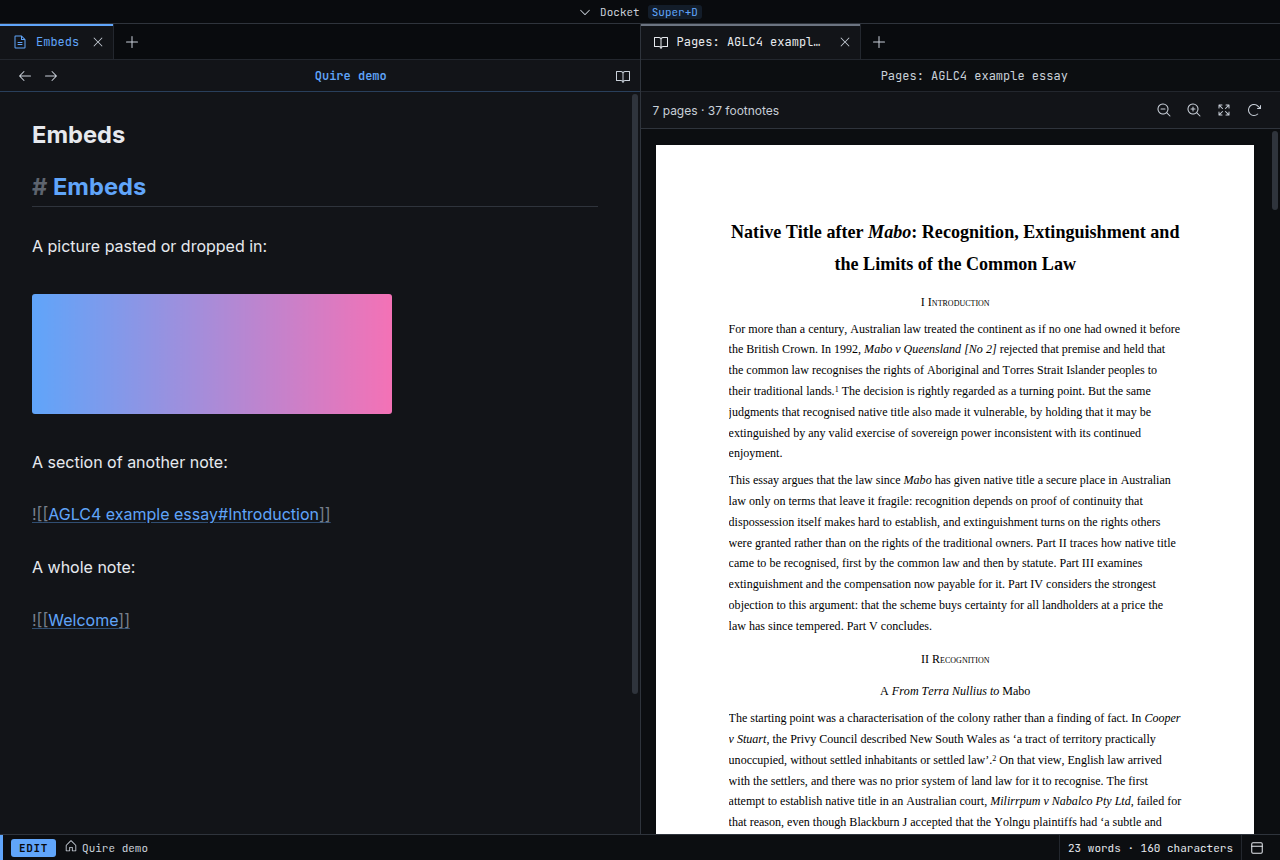 Docket Super+D
Embeds
Pages: AGLC4 exampl…
Quire demo
Pages: AGLC4 example essay
7 pages · 37 footnotes
Embeds
# Embeds
A picture pasted or dropped in:
A section of another note:
![[AGLC4 example essay#Introduction]]
A whole note:
![[Welcome]]
Native Title after Mabo: Recognition, Extinguishment and
the Limits of the Common Law
I Introduction
For more than a century, Australian law treated the continent as if no one had owned it before
the British Crown. In 1992, Mabo v Queensland [No 2] rejected that premise and held that
the common law recognises the rights of Aboriginal and Torres Strait Islander peoples to
their traditional lands.1 The decision is rightly regarded as a turning point. But the same
judgments that recognised native title also made it vulnerable, by holding that it may be
extinguished by any valid exercise of sovereign power inconsistent with its continued
enjoyment.
This essay argues that the law since Mabo has given native title a secure place in Australian
law only on terms that leave it fragile: recognition depends on proof of continuity that
dispossession itself makes hard to establish, and extinguishment turns on the rights others
were granted rather than on the rights of the traditional owners. Part II traces how native title
came to be recognised, first by the common law and then by statute. Part III examines
extinguishment and the compensation now payable for it. Part IV considers the strongest
objection to this argument: that the scheme buys certainty for all landholders at a price the
law has since tempered. Part V concludes.
II Recognition
A From Terra Nullius to Mabo
The starting point was a characterisation of the colony rather than a finding of fact. In Cooper
v Stuart, the Privy Council described New South Wales as ‘a tract of territory practically
unoccupied, without settled inhabitants or settled law’.2 On that view, English law arrived
with the settlers, and there was no prior system of land law for it to recognise. The first
attempt to establish native title in an Australian court, Milirrpum v Nabalco Pty Ltd, failed for
that reason, even though Blackburn J accepted that the Yolngu plaintiffs had ‘a subtle and
EDIT Quire demo
23 words · 160 characters